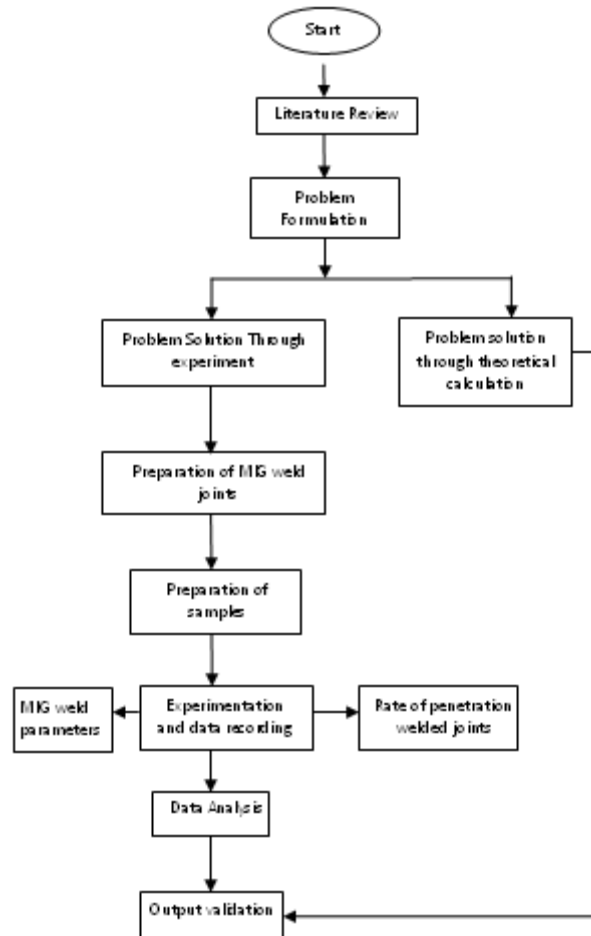 Start
Literature Review
Problem
Formulation
Problem Solution Through
experiment
Problem solution
through theoretical
calculation
Preparation of MIG weld
joints
Preparation of
samples
MIG weld
parameters
Experimentation
and data recording
Rate of penetration
welded joints
Data Analysis
Output validation